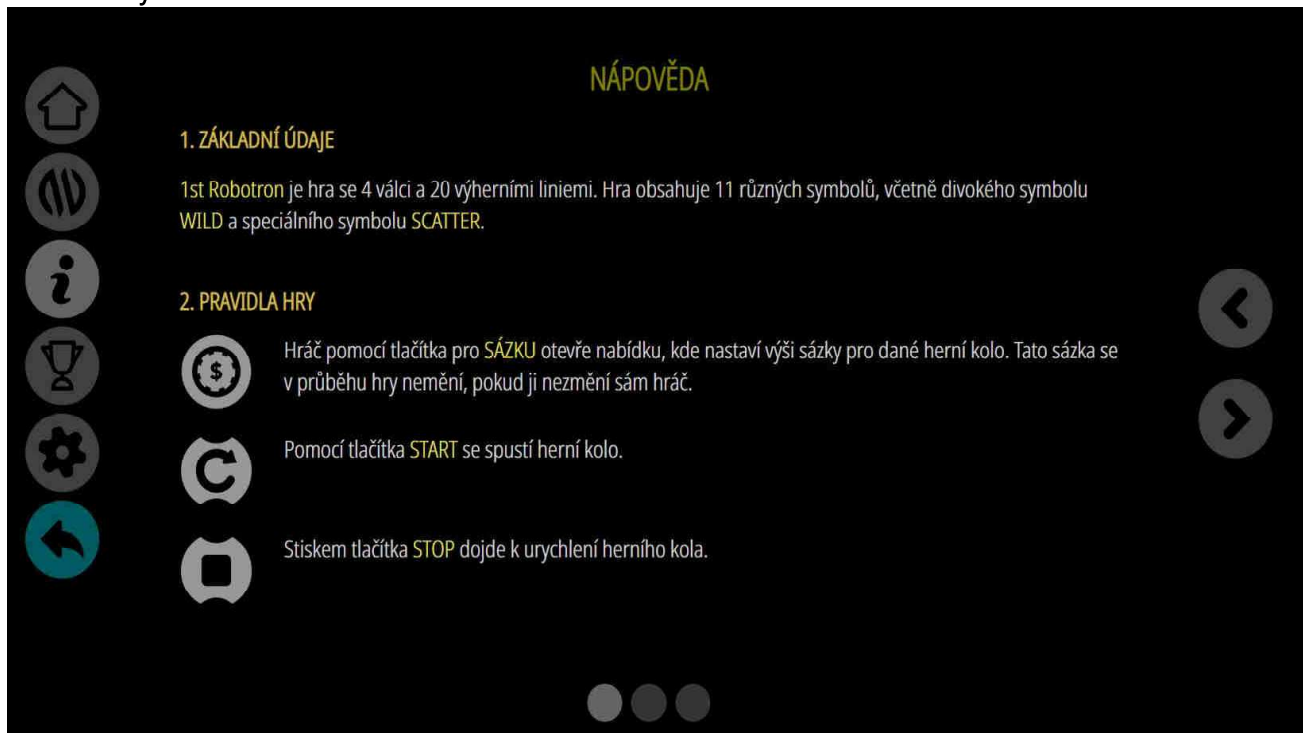 NÁPOVĚDA
1. ZÁKLADNÍ ÚDAJE
1st Robotron je hra se 4 válci a 20 výherními liniemi. Hra obsahuje 11 různých symbolů, včetně divokého symbolu
WILD a speciálního symbolu SCATTER.
2. PRAVIDLA HRY
Hráč pomocí tlačítka pro SÁZKU otevře nabídku, kde nastaví výši sázky pro dané herní kolo. Tato sázka se
v průběhu hry nemění, pokud ji nezmění sám hráč.
Pomocí tlačítka START se spustí herní kolo.
Stiskem tlačítka STOP dojde k urychlení herního kola.